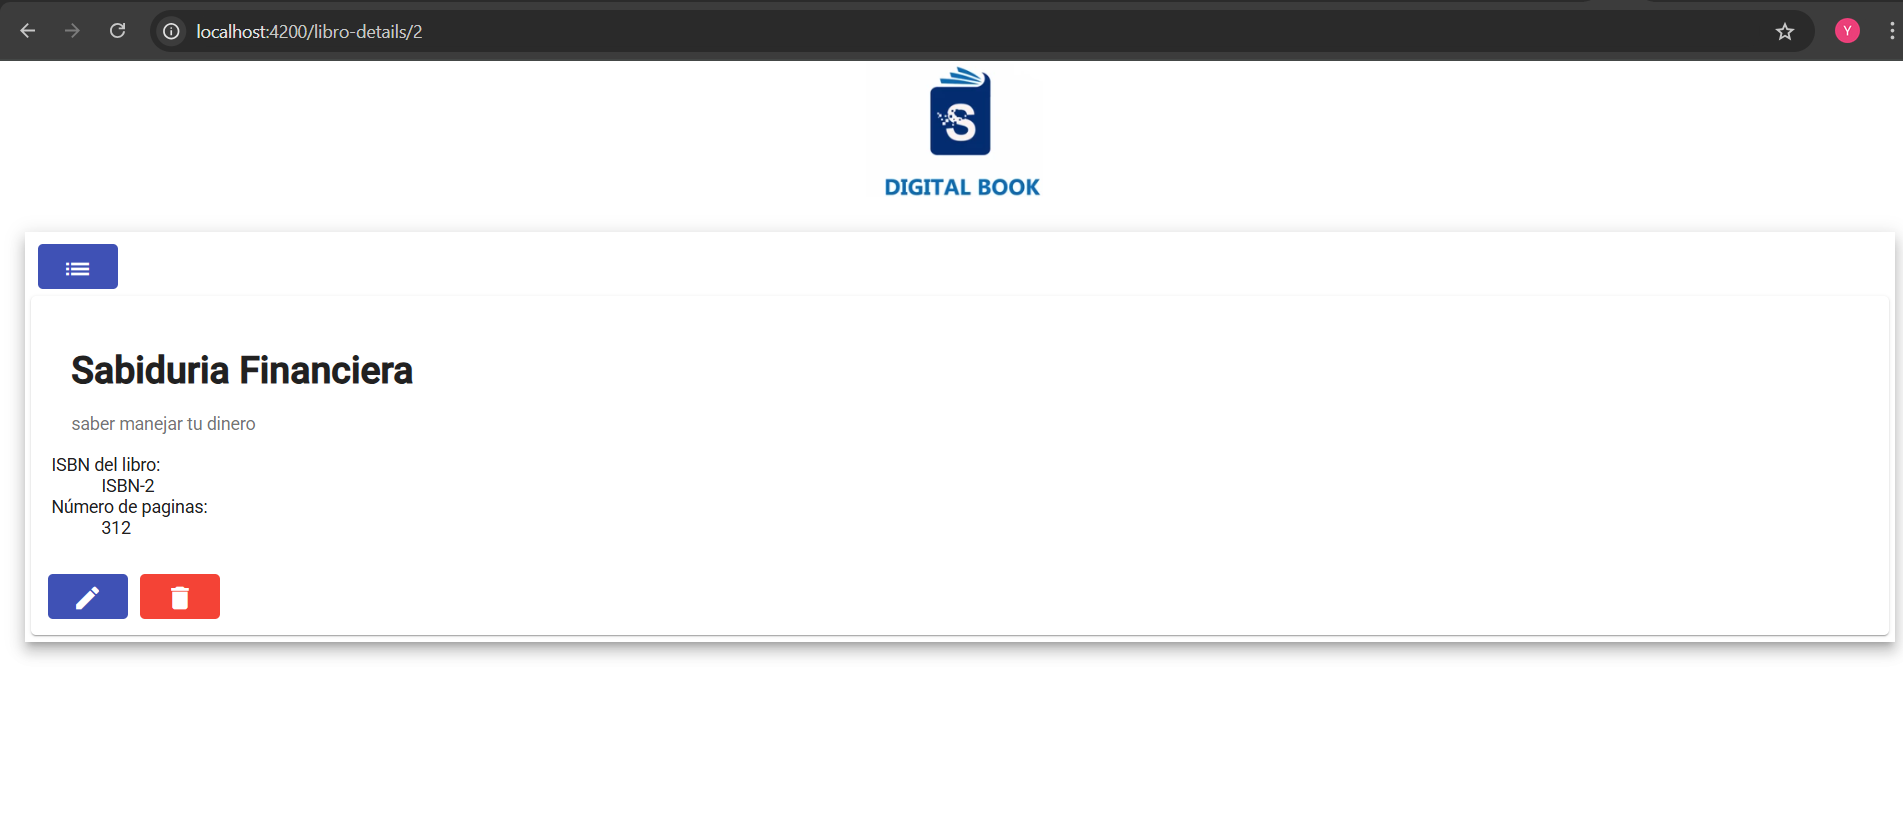 localhost:4200/libro-details/2
Y
S
DIGITAL BOOK
Sabiduria Financiera
saber manejar tu dinero
ISBN del libro:
ISBN-2
Número de paginas:
312